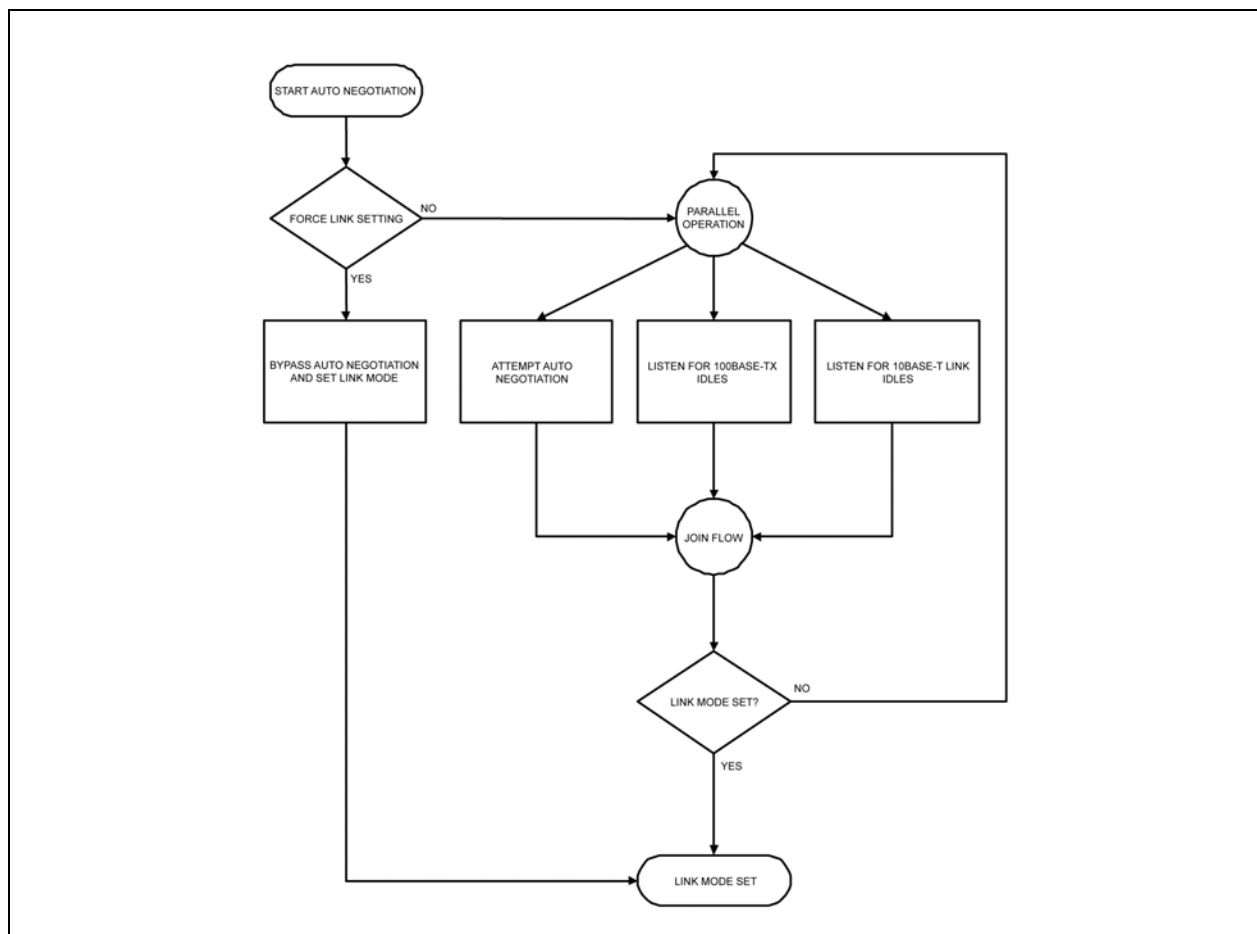 START AUTO NEGOTIATION
FORCE LINK SETTING
NO
PARALLEL
OPERATION
YES
BYPASS AUTO NEGOTIATION
AND SET LINK MODE
ATTEMPT AUTO
NEGOTIATION
LISTEN FOR 100BASE-TX
IDLES
LISTEN FOR 10BASE-T LINK
IDLES
JOIN FLOW
LINK MODE SET?
NO
YES
LINK MODE SET